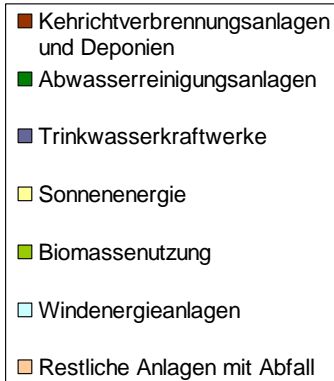 Kehrichtverbrennungsanlagen
und Deponien
Abwasserreinigungsanlagen
Trinkwasserkraftwerke
Sonnenenergie
Biomassenutzung
Windenergieanlagen
Restliche Anlagen mit Abfall